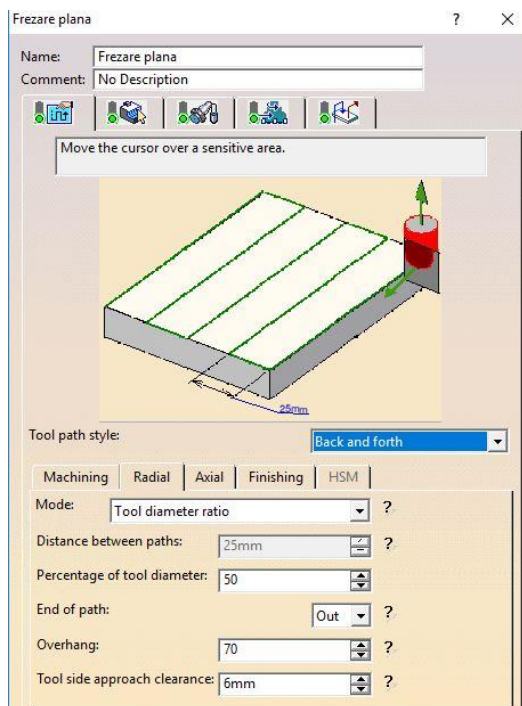 Frezare plana ? ×
Name: Frezare plana
Comment: No Description
Move the cursor over a sensitive area.
25mm
Tool path style: Back and forth
Machining Radial Axial Finishing HSM
Mode: Tool diameter ratio ?
Distance between paths: 25mm ?
Percentage of tool diameter: 50
End of path: Out ?
Overhang: 70 ?
Tool side approach clearance: 6mm ?